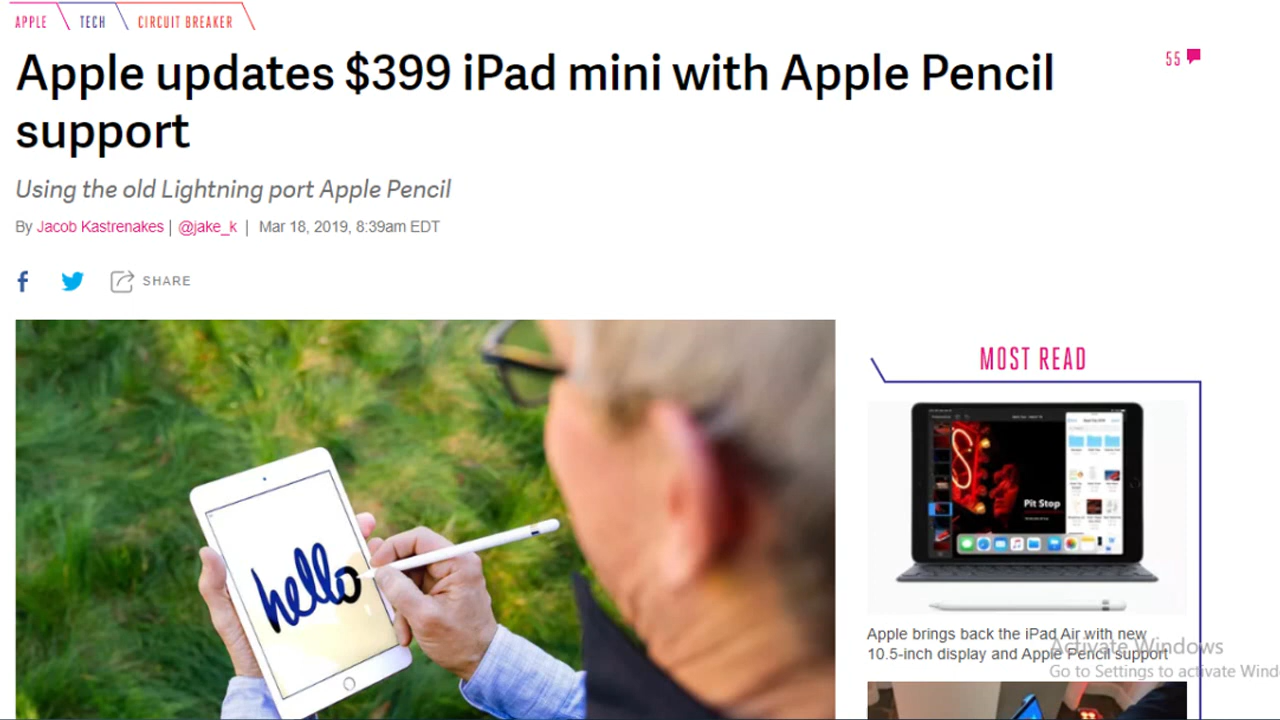 APPLE TECH CIRCUIT BREAKER
Apple updates $399 iPad mini with Apple Pencil
support
55
Using the old Lightning port Apple Pencil
By Jacob Kastrenakes | @jake_k | Mar 18, 2019, 8:39am EDT
f SHARE
MOST READ
hello
Pit Stop
Apple brings back the iPad Air with new
10.5-inch display and Apple Pencil support
Activate Windows
Go to Settings to activate Wind